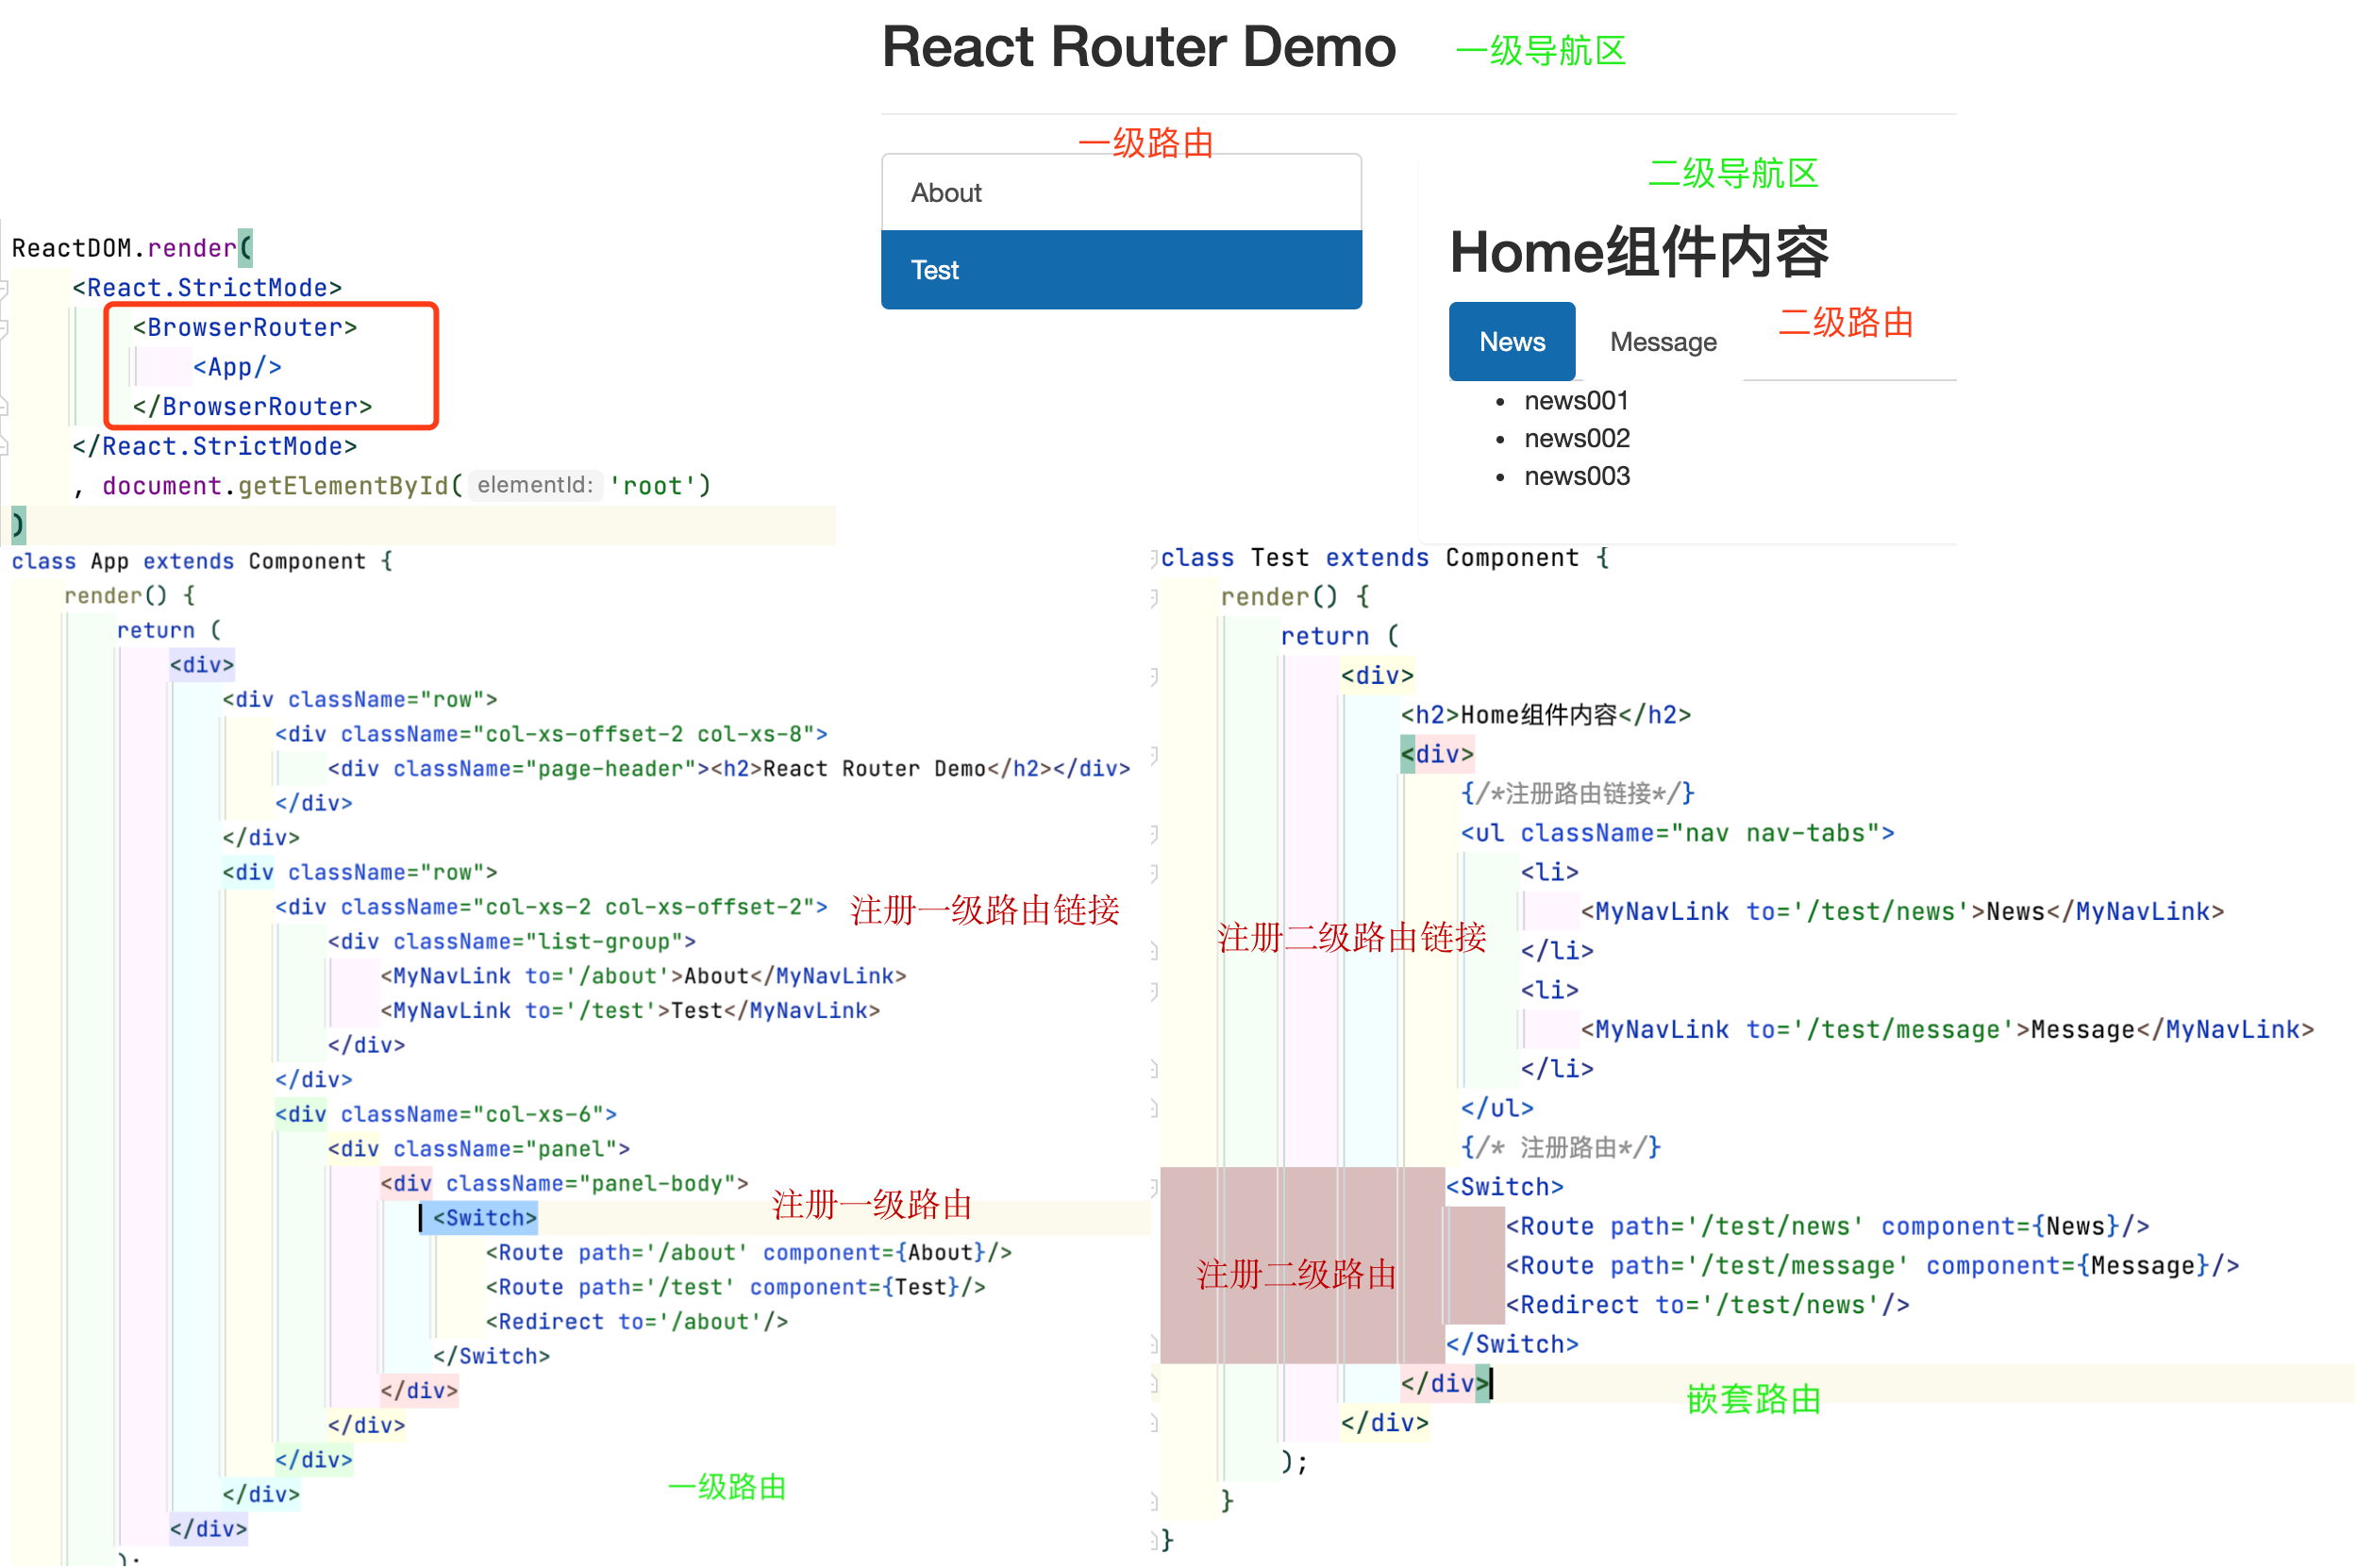 React Router Demo
一级导航区
一级路由
About
Test
二级导航区
Home组件内容
News
Message
二级路由
news001
news002
news003
ReactDOM.render(
<React.StrictMode>
<BrowserRouter>
<App/>
</BrowserRouter>
</React.StrictMode>
, document.getElementById( elementId: 'root')
)
class App extends Component {
render() {
return (
<div>
<div className="row">
<div className="col-xs-offset-2 col-xs-8">
<div className="page-header"><h2>React Router Demo</h2></div>
</div>
</div>
<div className="row">
<div className="col-xs-2 col-xs-offset-2">
注册一级路由链接
<div className="list-group">
<MyNavLink to='/about'>About</MyNavLink>
<MyNavLink to='/test'>Test</MyNavLink>
</div>
</div>
<div className="col-xs-6">
<div className="panel">
<div className="panel-body">
注册一级路由
<Switch>
<Route path='/about' component={About}/>
<Route path='/test' component={Test}/>
<Redirect to='/about'/>
</Switch>
</div>
</div>
</div>
一级路由
</div>
</div>
);
class Test extends Component {
render() {
return (
<div>
<h2>Home组件内容</h2>
<div>
{/*注册路由链接*/}
<ul className="nav nav-tabs">
<li>
<MyNavLink to='/test/news'>News</MyNavLink>
注册二级路由链接
</li>
<li>
<MyNavLink to='/test/message'>Message</MyNavLink>
</li>
</ul>
{/* 注册路由*/}
<Switch>
<Route path='/test/news' component={News}/>
<Route path='/test/message' component={Message}/>
注册二级路由
<Redirect to='/test/news'/>
</Switch>
</div>
嵌套路由
</div>
);
}
}